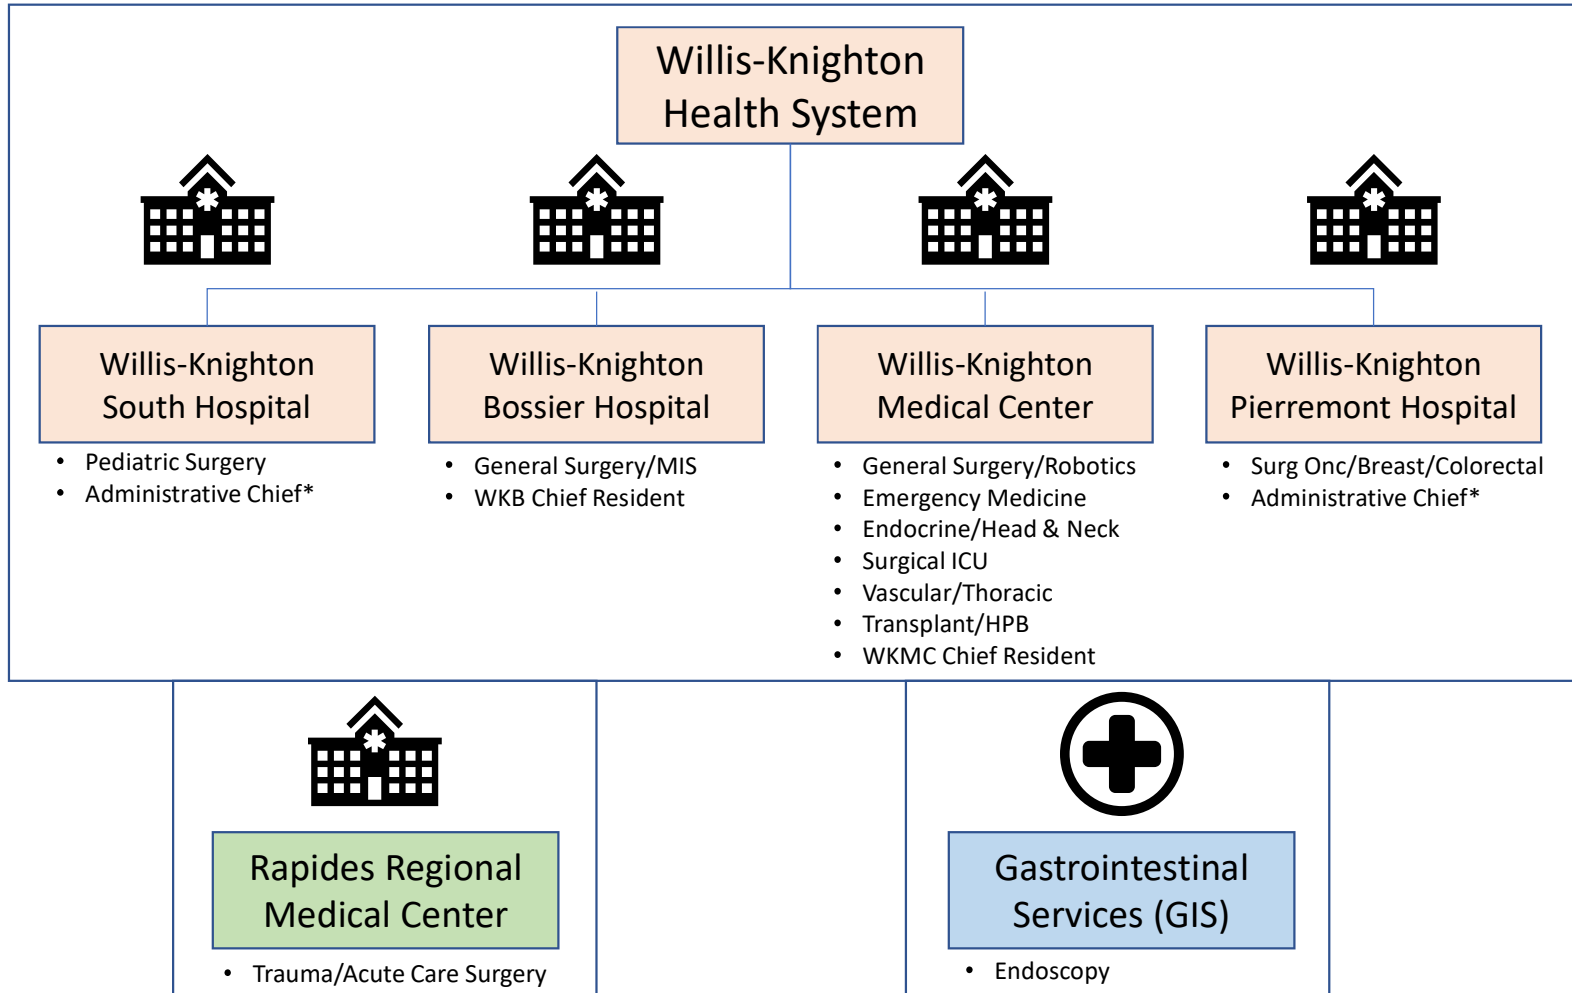 Willis-Knighton
Health System
Willis-Knighton
South Hospital
• Pediatric Surgery
• Administrative Chief*
Willis-Knighton
Bossier Hospital
• General Surgery/MIS
• WKB Chief Resident
Willis-Knighton
Medical Center
• General Surgery/Robotics
• Emergency Medicine
• Endocrine/Head & Neck
• Surgical ICU
• Vascular/Thoracic
• Transplant/HPB
• WKMC Chief Resident
Willis-Knighton
Pierremont Hospital
• Surg Onc/Breast/Colorectal
• Administrative Chief*
Rapides Regional
Medical Center
• Trauma/Acute Care Surgery
Gastrointestinal
Services (GIS)
• Endoscopy